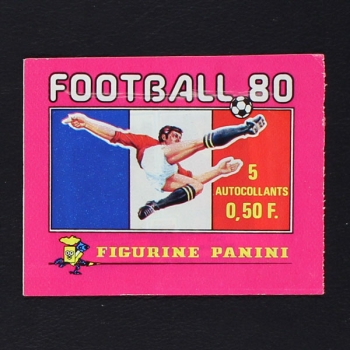 FOOTBALL 80
5
AUTOCOLLANTS
0,50 F.
FIGURINE PANINI